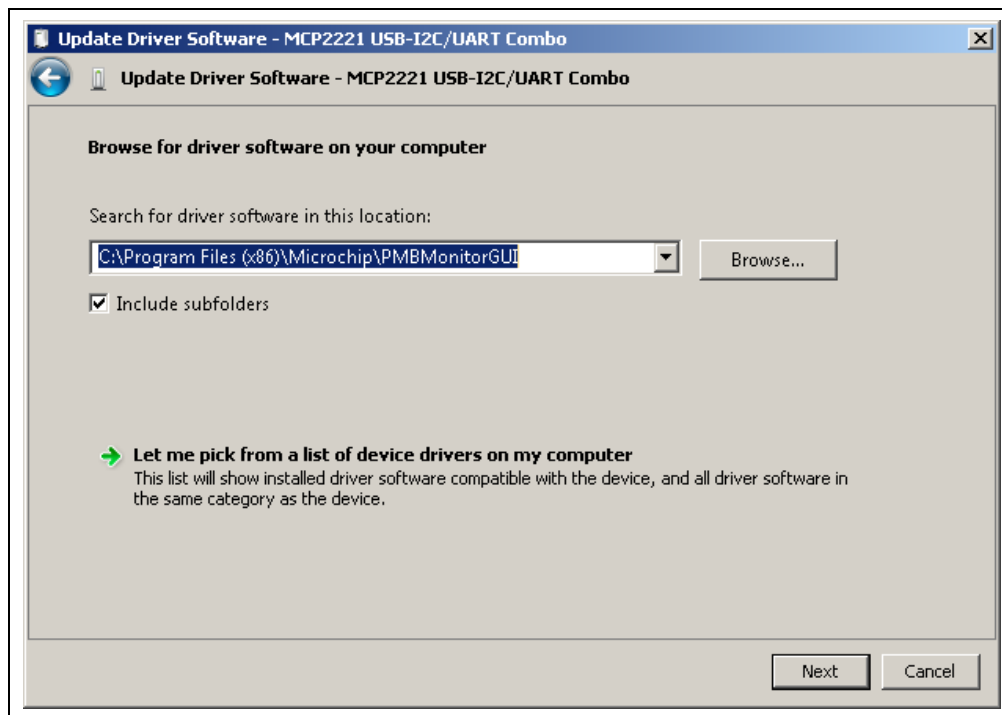 Update Driver Software - MCP2221 USB-I2C/UART Combo
Update Driver Software - MCP2221 USB-I2C/UART Combo
Browse for driver software on your computer
Search for driver software in this location:
C:\Program Files (x86)\Microchip\PMBMonitorGUI
Browse...
Include subfolders
Let me pick from a list of device drivers on my computer
This list will show installed driver software compatible with the device, and all driver software in
the same category as the device.
Next Cancel